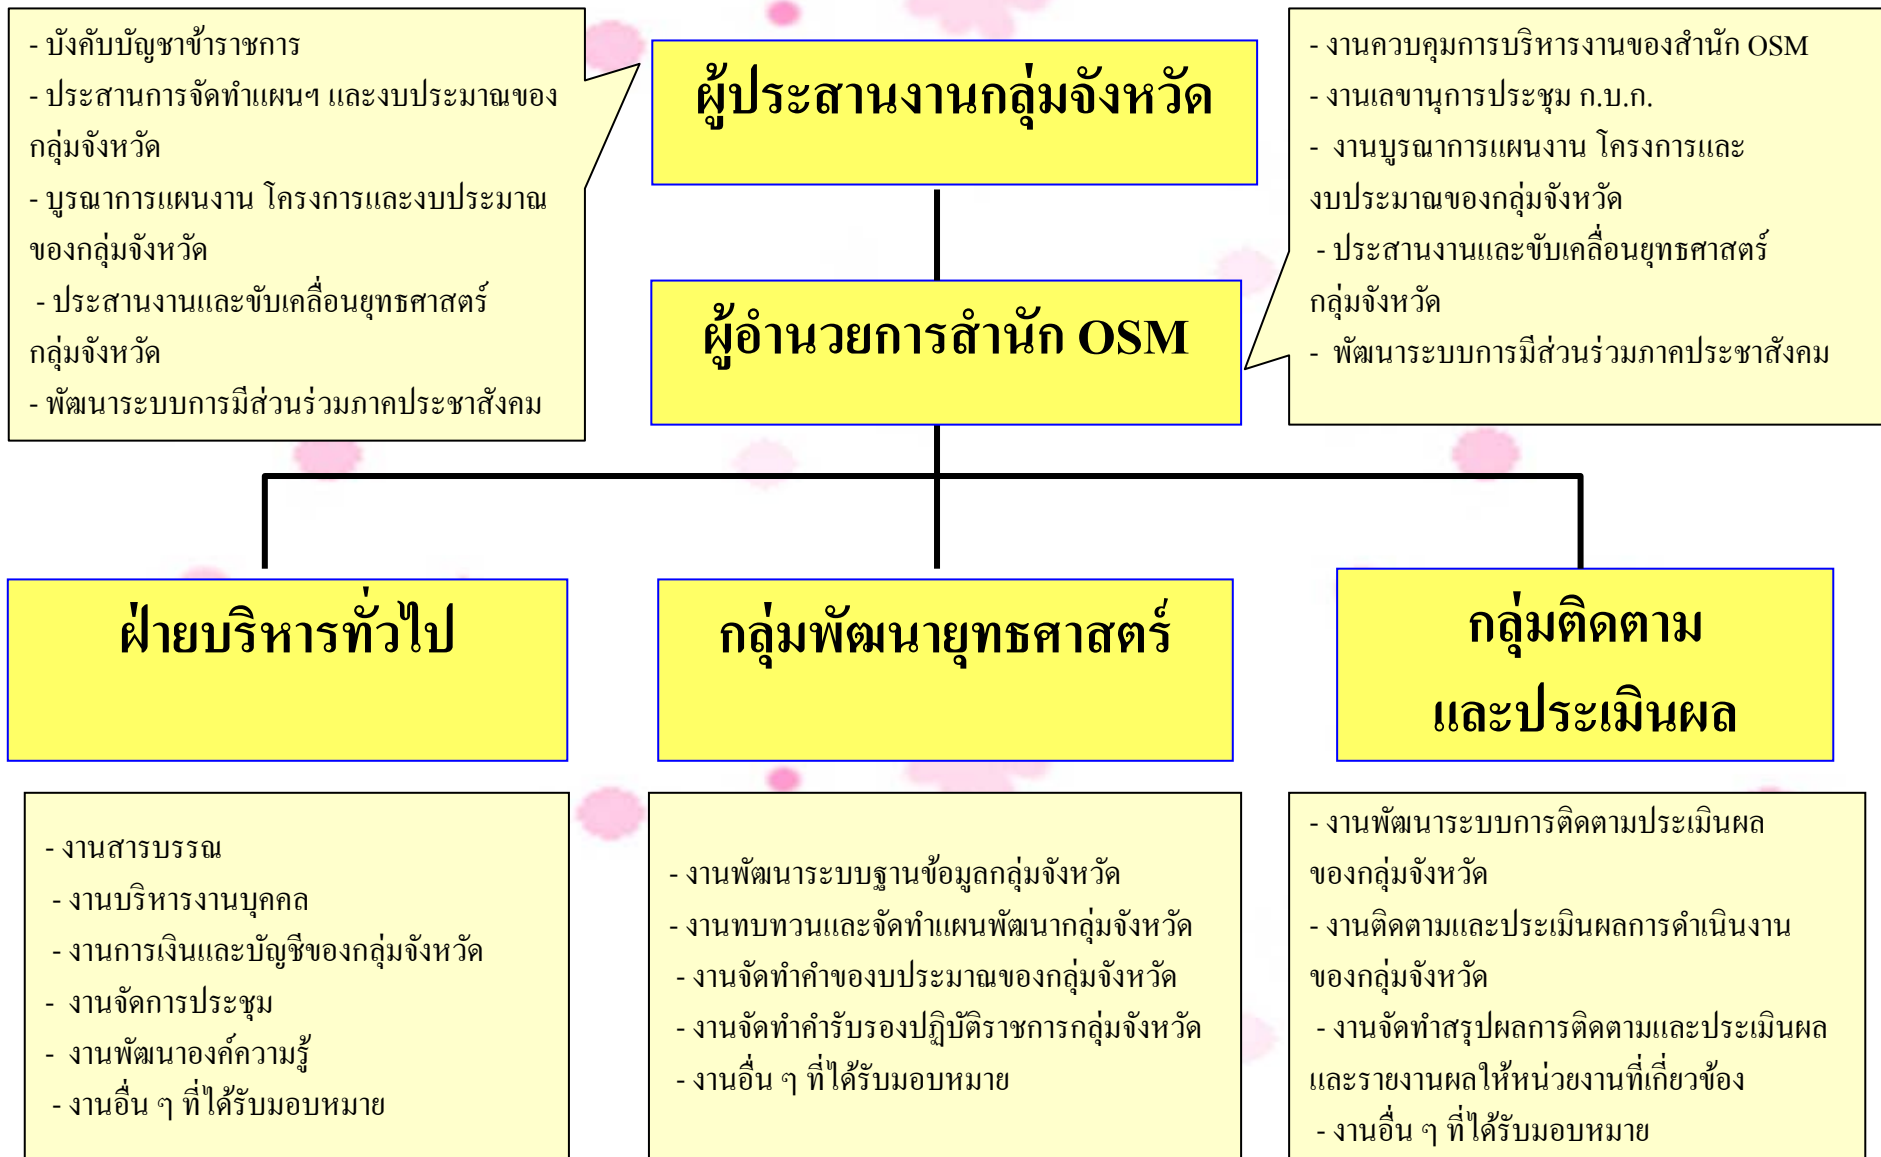 - บังคับบัญชาข้าราชการ
- ประสานการจัดทำแผนฯ และงบประมาณของ
กลุ่มจังหวัด
- บูรณาการแผนงาน โครงการและงบประมาณ
ของกลุ่มจังหวัด
- ประสานงานและขับเคลื่อนยุทธศาสตร์
กลุ่มจังหวัด
- พัฒนาระบบการมีส่วนร่วมภาคประชาสังคม
ผู้ประสานงานกลุ่มจังหวัด
- งานควบคุมการบริหารงานของสำนัก OSM
- งานเลขานุการประชุม ก.บ.ก.
- งานบูรณาการแผนงาน โครงการและ
งบประมาณของกลุ่มจังหวัด
- ประสานงานและขับเคลื่อนยุทธศาสตร์
กลุ่มจังหวัด
- พัฒนาระบบการมีส่วนร่วมภาคประชาสังคม
ผู้อำนวยการสำนัก OSM
ฝ่ายบริหารทั่วไป
กลุ่มพัฒนายุทธศาสตร์
กลุ่มติดตาม
และประเมินผล
- งานสารบรรณ
- งานบริหารงานบุคคล
- งานการเงินและบัญชีของกลุ่มจังหวัด
- งานจัดการประชุม
- งานพัฒนาองค์ความรู้
- งานอื่น ๆ ที่ได้รับมอบหมาย
- งานพัฒนาระบบฐานข้อมูลกลุ่มจังหวัด
- งานทบทวนและจัดทำแผนพัฒนากลุ่มจังหวัด
- งานจัดทำคำของบประมาณของกลุ่มจังหวัด
- งานจัดทำคำรับรองปฏิบัติราชการกลุ่มจังหวัด
- งานอื่น ๆ ที่ได้รับมอบหมาย
- งานพัฒนาระบบการติดตามประเมินผล
ของกลุ่มจังหวัด
- งานติดตามและประเมินผลการดำเนินงาน
ของกลุ่มจังหวัด
- งานจัดทำสรุปผลการติดตามและประเมินผล
และรายงานผลให้หน่วยงานที่เกี่ยวข้อง
- งานอื่น ๆ ที่ได้รับมอบหมาย